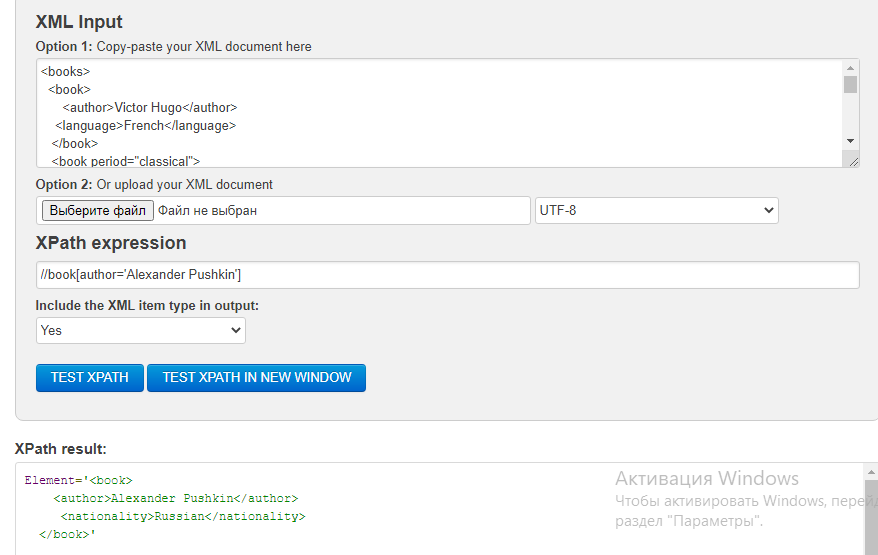 XML Input
Option 1: Copy-paste your XML document here
<books>
<book>
<author>Victor Hugo</author>
<language>French</language>
</book>
<book period="classical">
Option 2: Or upload your XML document
Выберите файл Файл не выбран UTF-8
XPath expression
//book[author='Alexander Pushkin']
Include the XML item type in output:
Yes
TEST XPATH TEST XPATH IN NEW WINDOW
XPath result:
Element='<book>
<author>Alexander Pushkin</author>
<nationality>Russian</nationality>
</book>'
Активация Windows
Чтобы активировать Windows, перейд
раздел "Параметры".